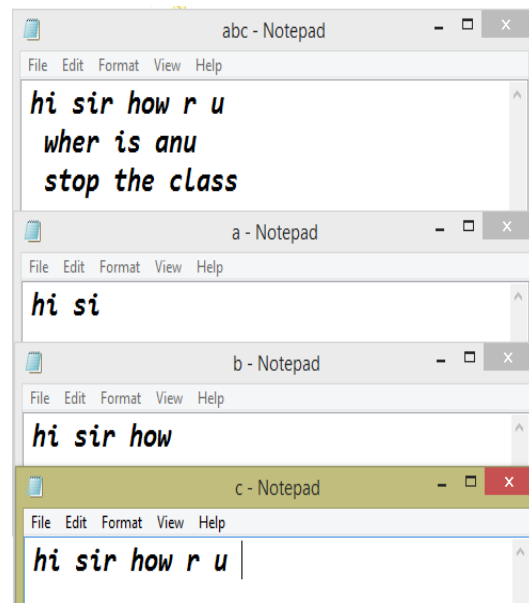 abc - Notepad
File Edit Format View Help
hi sir how r u
wher is anu
stop the class
a - Notepad
File Edit Format View Help
hi si
b - Notepad
File Edit Format View Help
hi sir how
c - Notepad
File Edit Format View Help
hi sir how r u